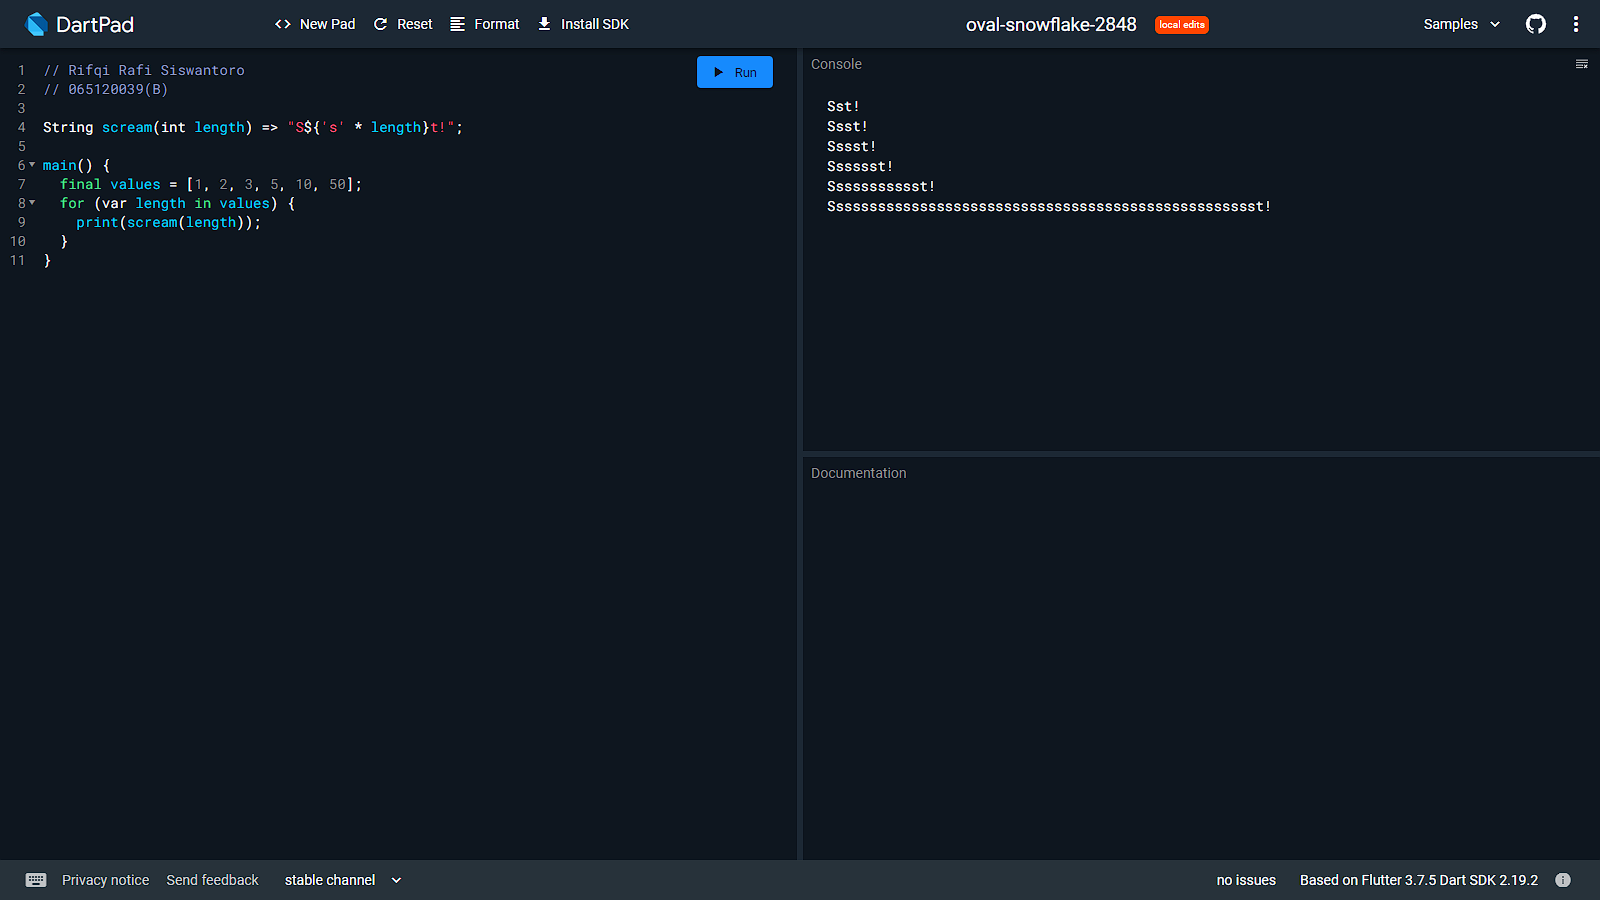 DartPad
New Pad
Reset
Format
Install SDK
oval-snowflake-2848
local edits
Samples
1 // Rifqi Rafi Siswantoro
2 // 065120039(B)
3
4 String scream(int length) => "S${'s' * length}t!";
5
6 main() {
7   final values = [1, 2, 3, 5, 10, 50];
8   for (var length in values) {
9     print(scream(length));
10   }
11 }
Run
Console
Sst!
Ssst!
Sssst!
Sssssst!
Ssssssssssst!
Ssssssssssssssssssssssssssssssssssssssssssssssssssst!
Documentation
Privacy notice
Send feedback
stable channel
no issues
Based on Flutter 3.7.5 Dart SDK 2.19.2